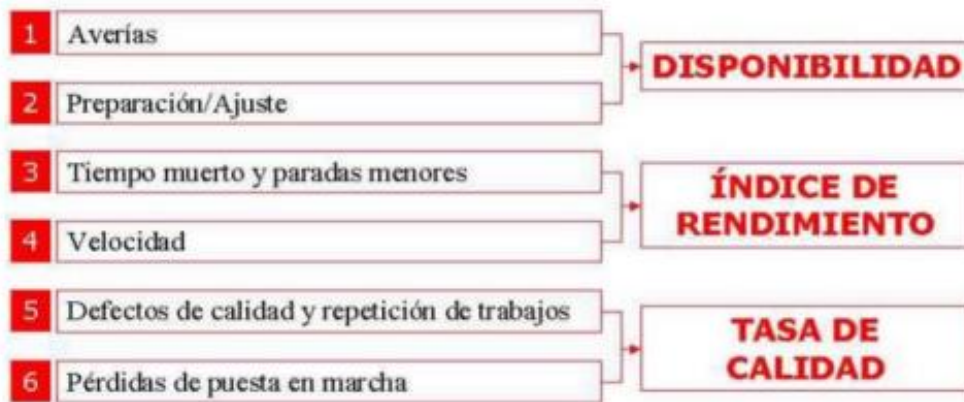 1 Averías
2 Preparación/Ajuste
DISPONIBILIDAD
3 Tiempo muerto y paradas menores
4 Velocidad
ÍNDICE DE
RENDIMIENTO
5 Defectos de calidad y repetición de trabajos
6 Pérdidas de puesta en marcha
TASA DE
CALIDAD